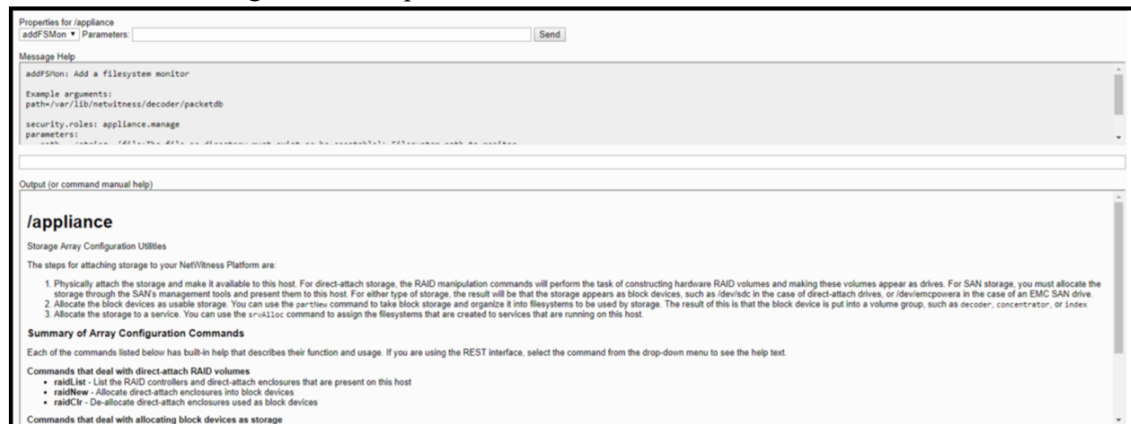 Properties for /appliance
addFSMon Parameters: Send
Message Help
addFSMon: Add a filesystem monitor
Example arguments:
path=/var/lib/netwitness/decoder/packetdb
security.roles: appliance.manage
parameters:
Output (or command manual help)
/appliance
Storage Array Configuration Utilities
The steps for attaching storage to your NetWitness Platform are:
1. Physically attach the storage and make it available to this host. For direct-attach storage, the RAID manipulation commands will perform the task of constructing hardware RAID volumes and making these volumes appear as drives. For SAN storage, you must allocate the
storage through the SAN's management tools and present them to this host. For either type of storage, the result will be that the storage appears as block devices, such as /dev/sdc in the case of direct-attach drives, or /dev/emcpowera in the case of an EMC SAN drive.
2. Allocate the block devices as usable storage. You can use the partNew command to take block storage and organize it into filesystems to be used by storage. The result of this is that the block device is put into a volume group, such as decoder, concentrator, or index
3. Allocate the storage to a service. You can use the srvAlloc command to assign the filesystems that are created to services that are running on this host.
Summary of Array Configuration Commands
Each of the commands listed below has built-in help that describes their function and usage. If you are using the REST interface, select the command from the drop-down menu to see the help text.
Commands that deal with direct-attach RAID volumes
• raidList - List the RAID controllers and direct-attach enclosures that are present on this host
• raidNew - Allocate direct-attach enclosures into block devices
• raidClr - De-allocate direct-attach enclosures used as block devices
Commands that deal with allocating block devices as storage